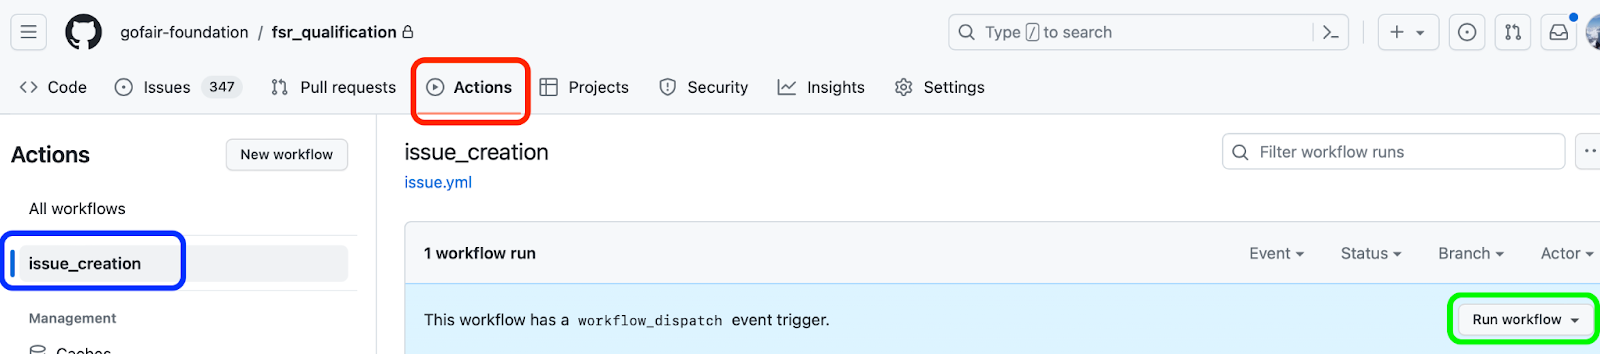 gofair-foundation / fsr_qualification
Type / to search
Code Issues 347 Pull requests Actions Projects Security Insights Settings
Actions
New workflow
All workflows
issue_creation
Management
Caches
issue_creation
issue.yml
Filter workflow runs
1 workflow run
Event Status Branch Actor
This workflow has a workflow_dispatch event trigger.
Run workflow